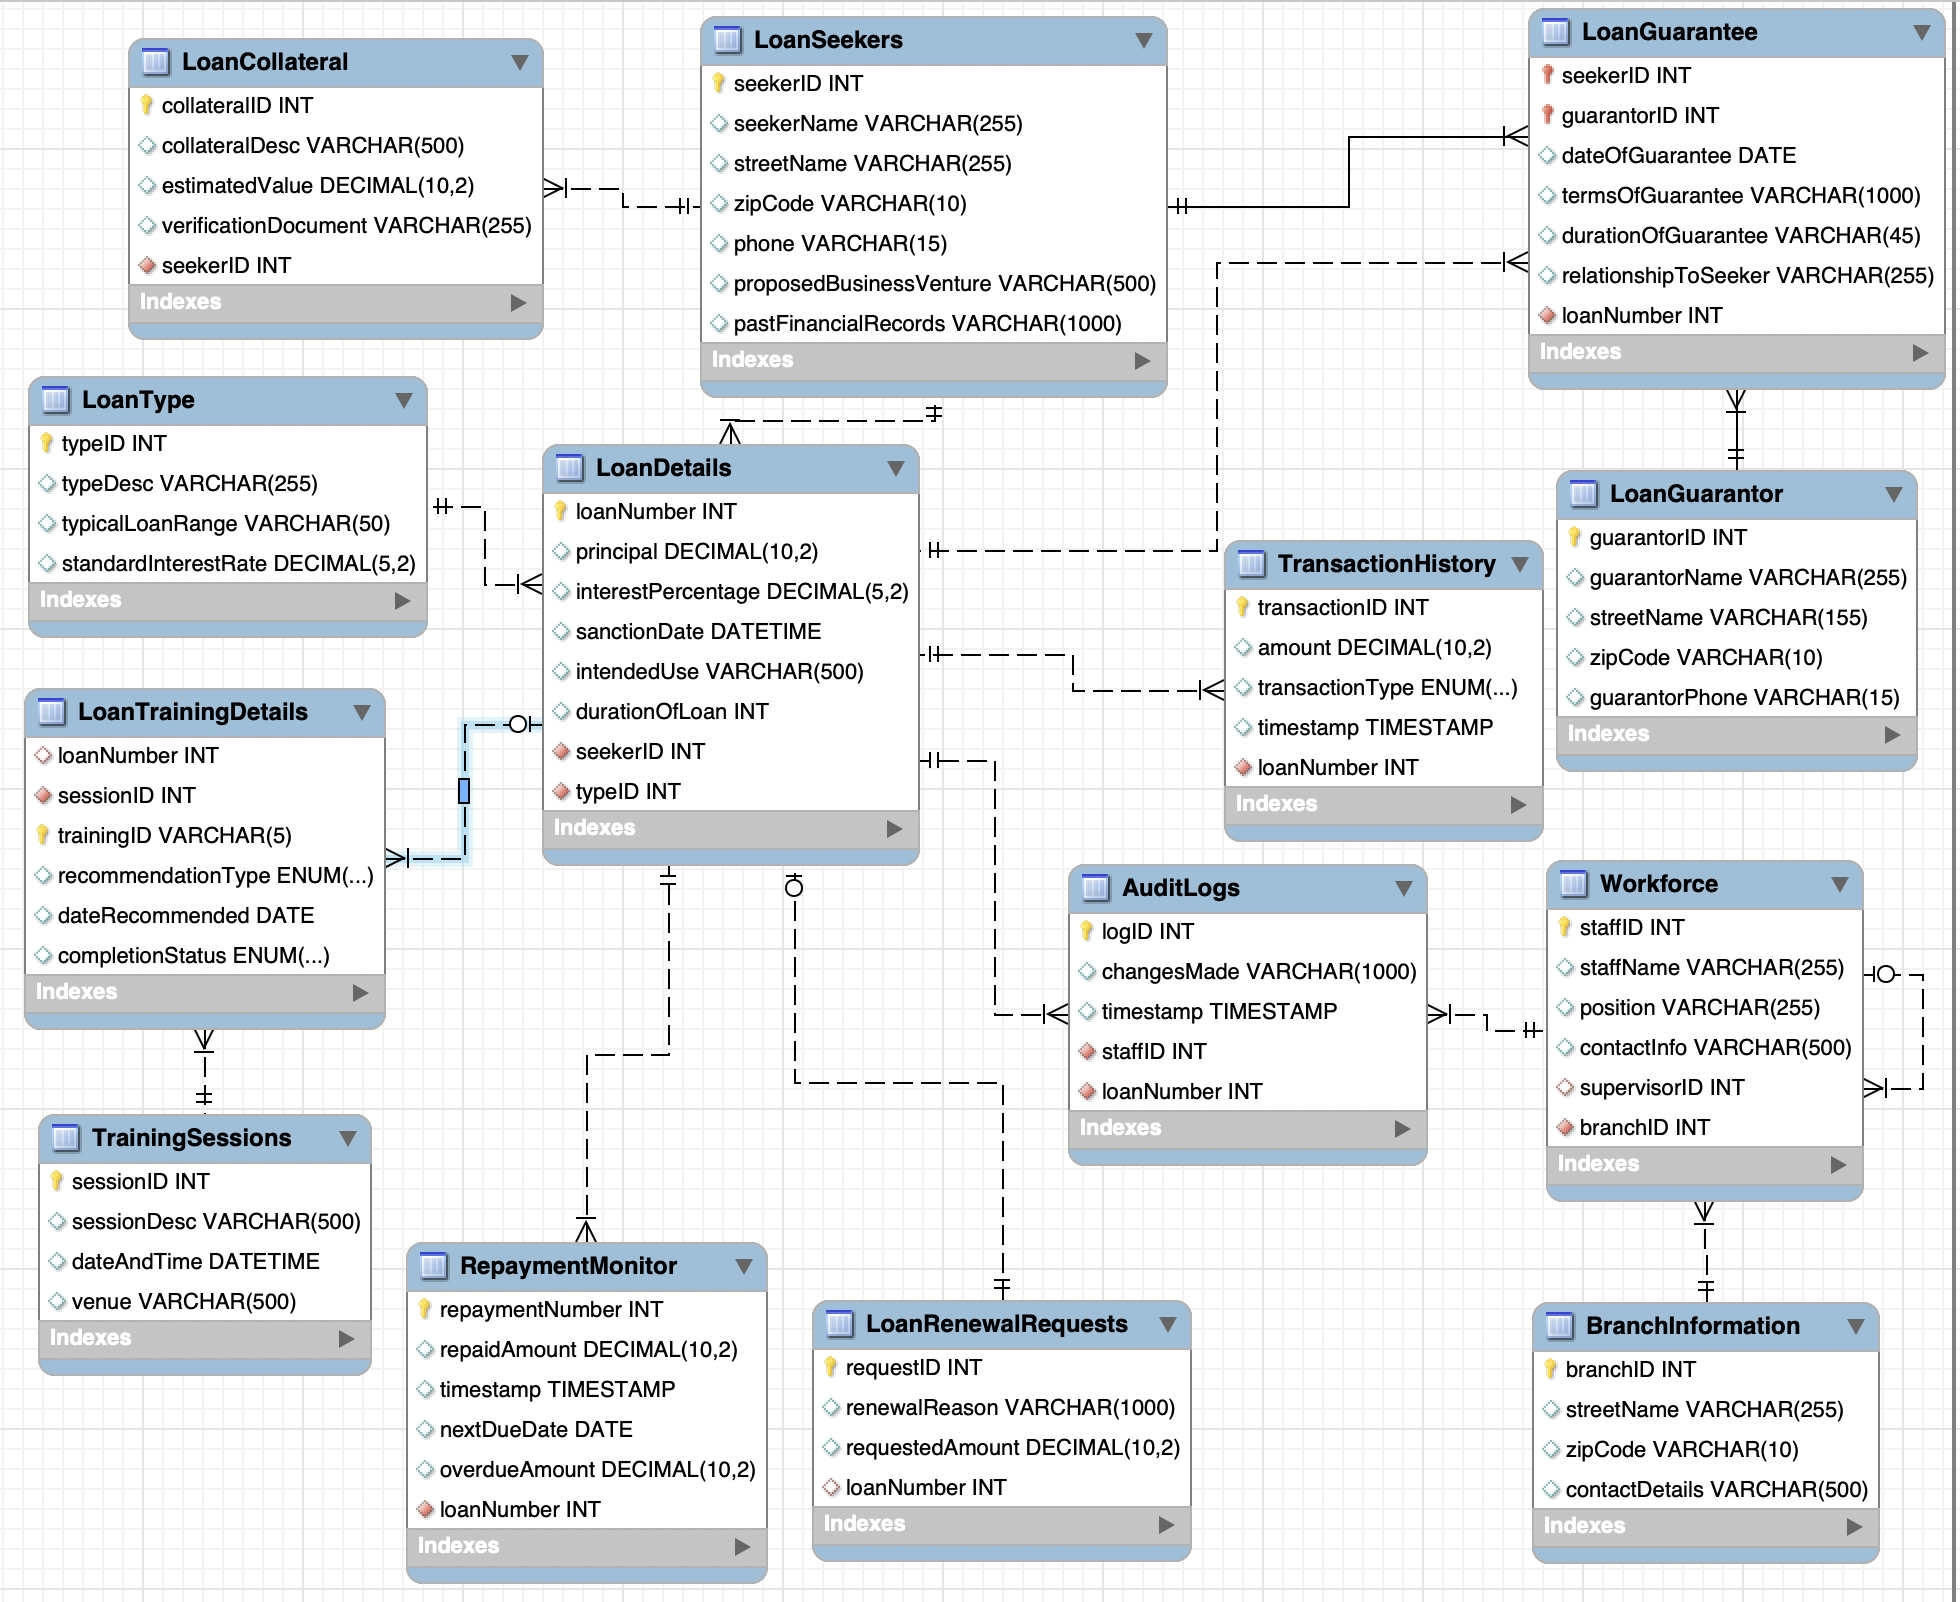 LoanCollateral
collateralID INT
collateralDesc VARCHAR(500)
estimatedValue DECIMAL(10,2)
verificationDocument VARCHAR(255)
seekerID INT
Indexes
LoanSeekers
seekerID INT
seekerName VARCHAR(255)
streetName VARCHAR(255)
zipCode VARCHAR(10)
phone VARCHAR(15)
proposedBusinessVenture VARCHAR(500)
pastFinancialRecords VARCHAR(1000)
Indexes
LoanGuarantee
seekerID INT
guarantorID INT
dateOfGuarantee DATE
termsOfGuarantee VARCHAR(1000)
durationOfGuarantee VARCHAR(45)
relationshipToSeeker VARCHAR(255)
loanNumber INT
Indexes
LoanType
typeID INT
typeDesc VARCHAR(255)
typicalLoanRange VARCHAR(50)
standardInterestRate DECIMAL(5,2)
Indexes
LoanDetails
loanNumber INT
principal DECIMAL(10,2)
interestPercentage DECIMAL(5,2)
sanctionDate DATETIME
intendedUse VARCHAR(500)
durationOfLoan INT
seekerID INT
typeID INT
Indexes
LoanGuarantor
guarantorID INT
guarantorName VARCHAR(255)
streetName VARCHAR(155)
zipCode VARCHAR(10)
guarantorPhone VARCHAR(15)
Indexes
TransactionHistory
transactionID INT
amount DECIMAL(10,2)
transactionType ENUM(...)
timestamp TIMESTAMP
loanNumber INT
Indexes
LoanTrainingDetails
loanNumber INT
sessionID INT
trainingID VARCHAR(5)
recommendationType ENUM(...)
dateRecommended DATE
completionStatus ENUM(...)
Indexes
AuditLogs
logID INT
changesMade VARCHAR(1000)
timestamp TIMESTAMP
staffID INT
loanNumber INT
Indexes
Workforce
staffID INT
staffName VARCHAR(255)
position VARCHAR(255)
contactInfo VARCHAR(500)
supervisorID INT
branchID INT
Indexes
TrainingSessions
sessionID INT
sessionDesc VARCHAR(500)
dateAndTime DATETIME
venue VARCHAR(500)
Indexes
RepaymentMonitor
repaymentNumber INT
repaidAmount DECIMAL(10,2)
timestamp TIMESTAMP
nextDueDate DATE
overdueAmount DECIMAL(10,2)
loanNumber INT
Indexes
LoanRenewalRequests
requestID INT
renewalReason VARCHAR(1000)
requestedAmount DECIMAL(10,2)
loanNumber INT
Indexes
BranchInformation
branchID INT
streetName VARCHAR(255)
zipCode VARCHAR(10)
contactDetails VARCHAR(500)
Indexes